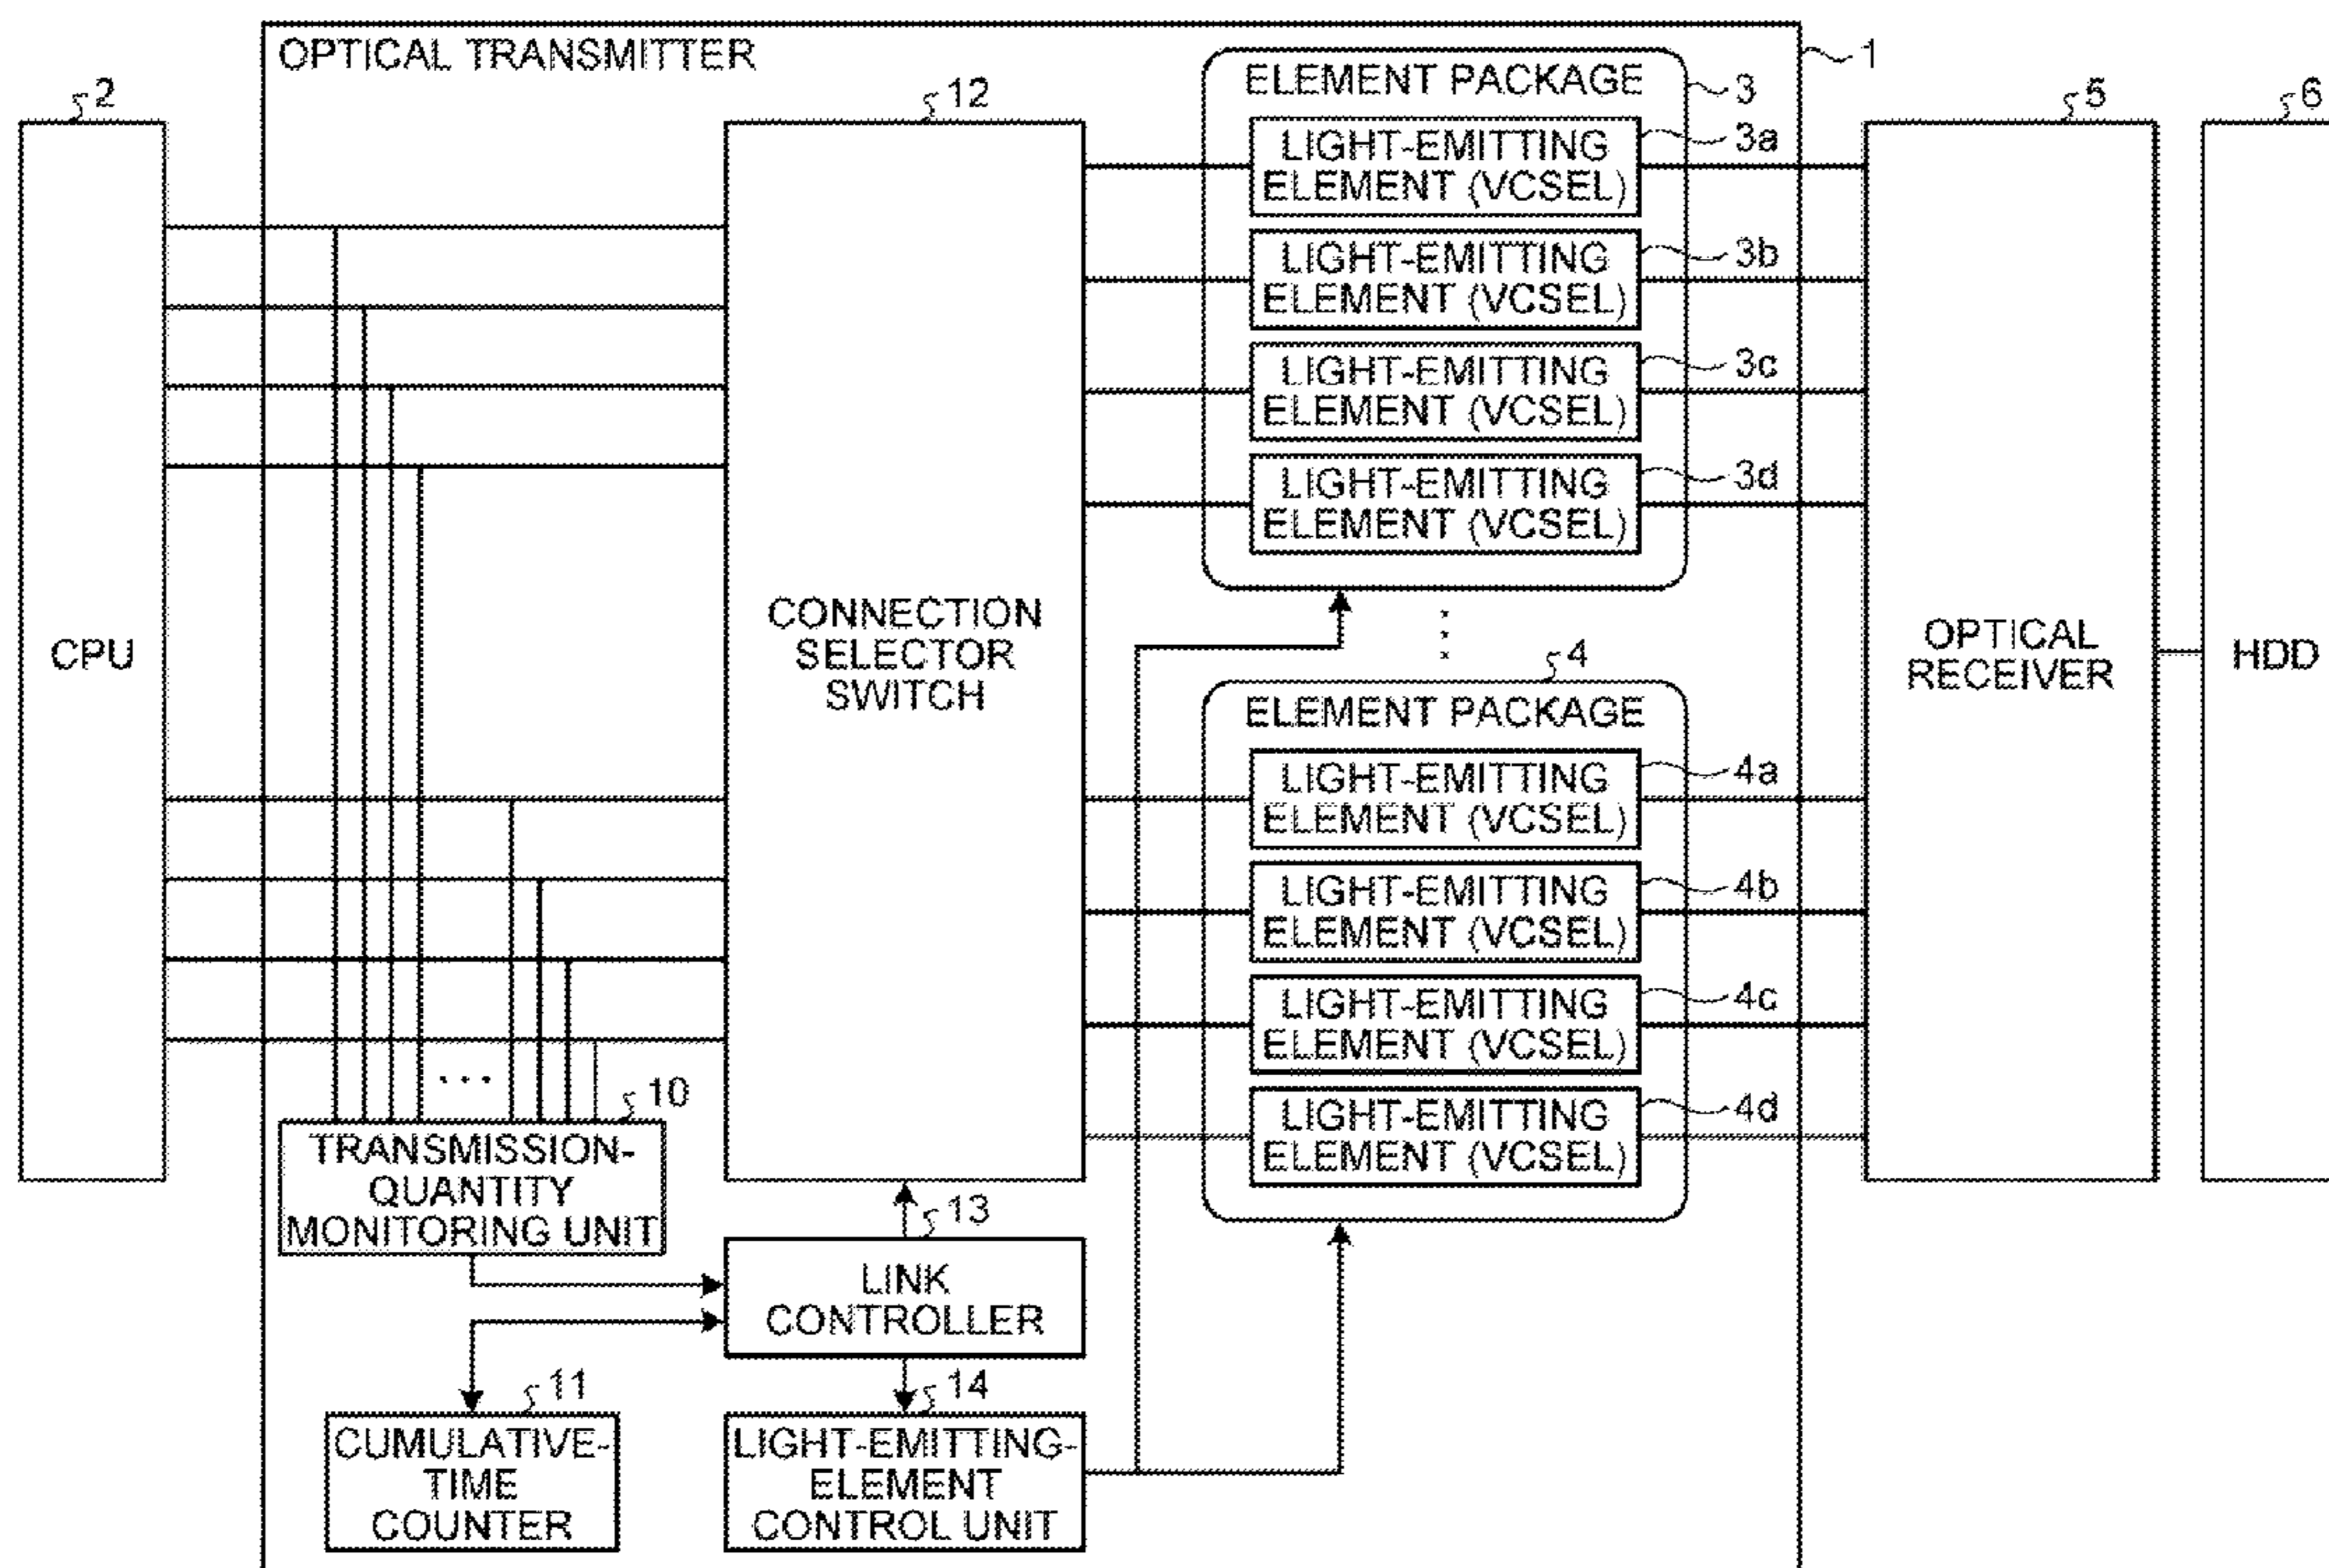 OPTICAL TRANSMITTER
1
2
CPU
12
CONNECTION
SELECTOR
SWITCH
ELEMENT PACKAGE
3
LIGHT-EMITTING
ELEMENT (VCSEL)
3a
LIGHT-EMITTING
ELEMENT (VCSEL)
3b
LIGHT-EMITTING
ELEMENT (VCSEL)
3c
LIGHT-EMITTING
ELEMENT (VCSEL)
3d
4
ELEMENT PACKAGE
LIGHT-EMITTING
ELEMENT (VCSEL)
4a
LIGHT-EMITTING
ELEMENT (VCSEL)
4b
LIGHT-EMITTING
ELEMENT (VCSEL)
4c
LIGHT-EMITTING
ELEMENT (VCSEL)
4d
5
OPTICAL
RECEIVER
6
HDD
10
TRANSMISSION-
QUANTITY
MONITORING UNIT
13
LINK
CONTROLLER
11
CUMULATIVE-
TIME
COUNTER
14
LIGHT-EMITTING-
ELEMENT
CONTROL UNIT